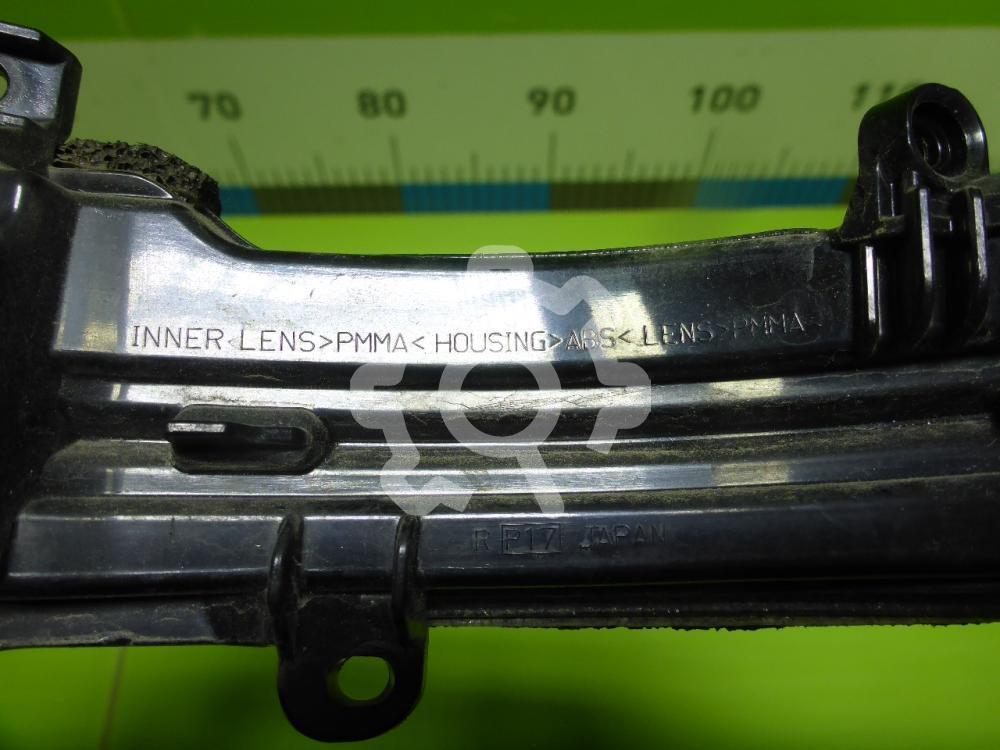 70 80 90 100
INNER LENS>PMMA< HOUSING>ABS< LENS>PMMA<
R P17 JAPAN